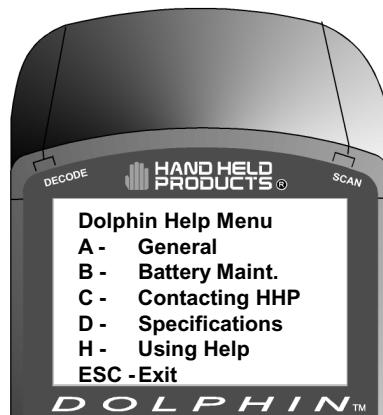 DECODE
HAND HELD
PRODUCTS®
SCAN
Dolphin Help Menu
A - General
B - Battery Maint.
C - Contacting HHP
D - Specifications
H - Using Help
ESC - Exit
DOLPHIN™